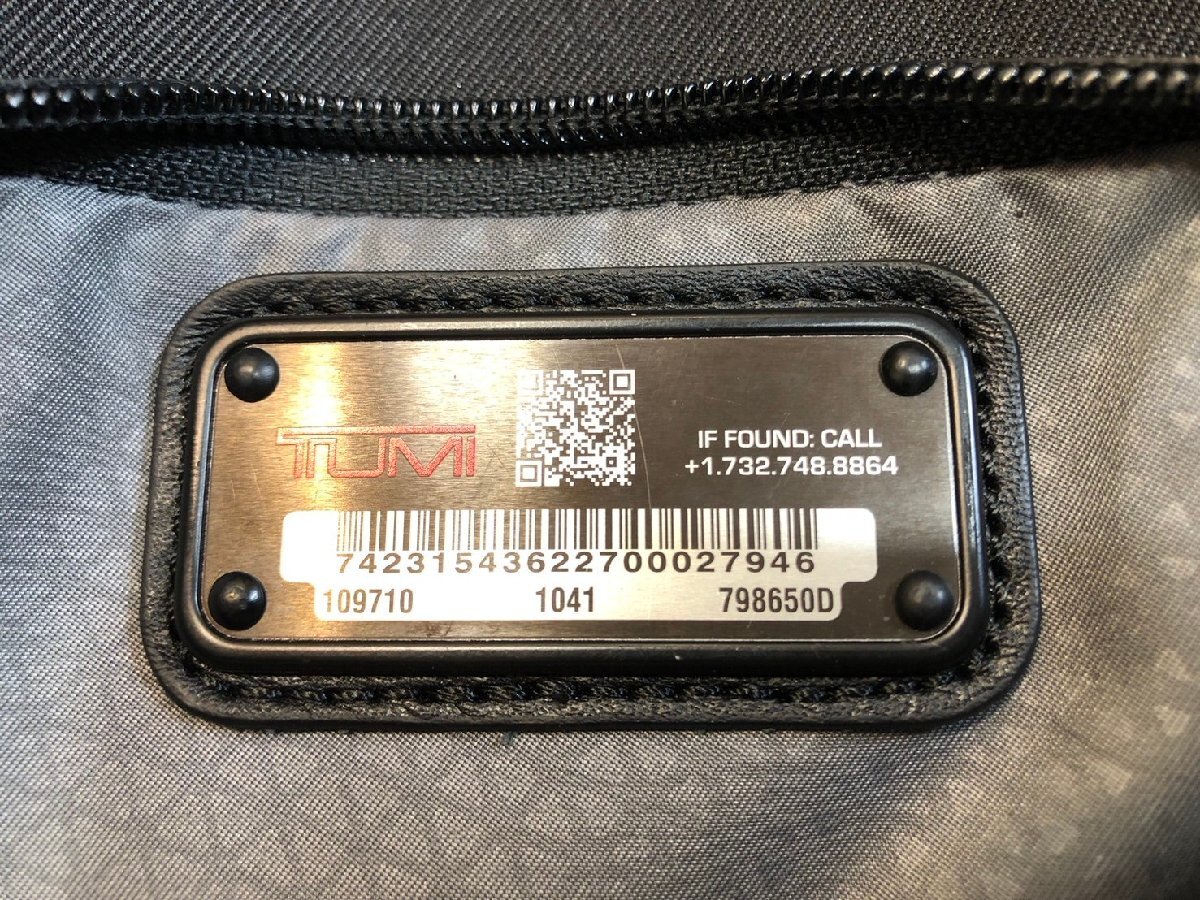 TUMI
IF FOUND: CALL
+1.732.748.8864
74231543622700027946
109710 1041 798650D